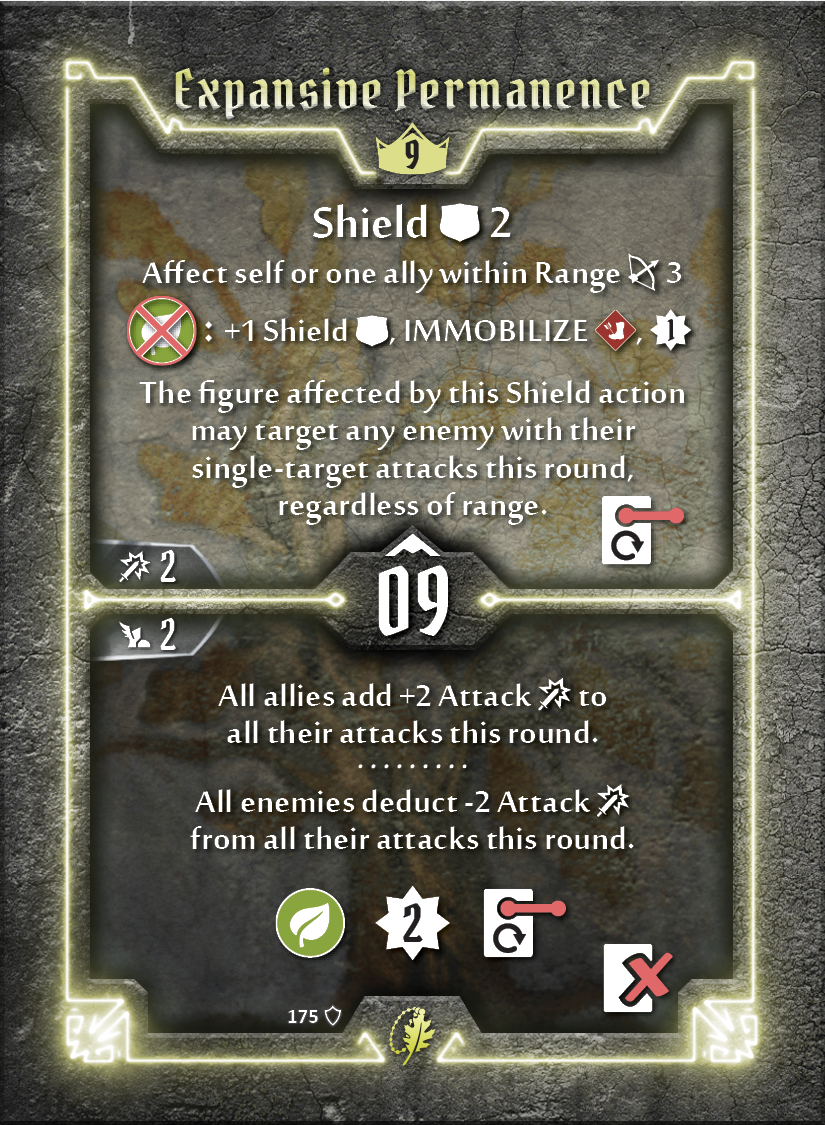 Expansive Permanence
9
Shield 2
Affect self or one ally within Range 3
: +1 Shield , IMMOBILIZE , 1
The figure affected by this Shield action
may target any enemy with their
single-target attacks this round,
regardless of range.
2
09
2
All allies add +2 Attack to
all their attacks this round.
.........
All enemies deduct -2 Attack
from all their attacks this round.
2
175